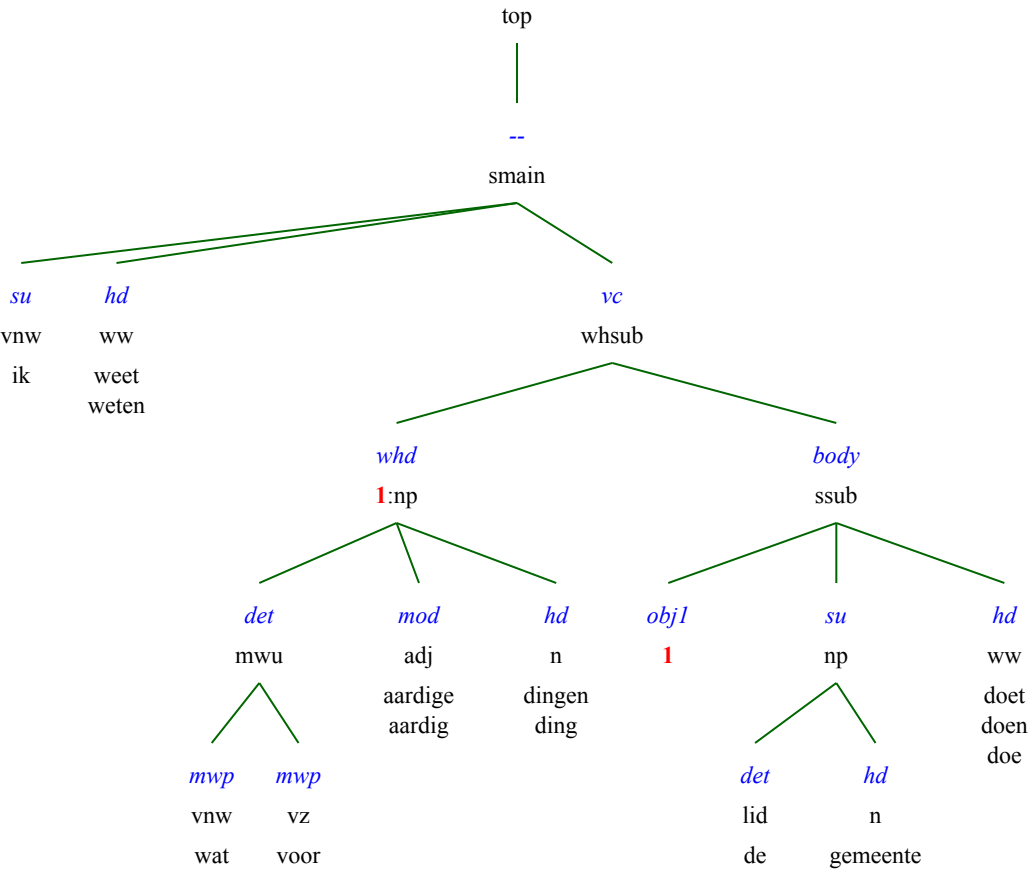 top
--
smain
su hd vc
vnw ww whsub
ik weet
weten
whd body
1:np ssub
det mod hd obj1 su hd
mwu adj n 1 np ww
aardige dingen doet
aardig ding doen
doe
mwp mwp det hd
vnw vz lid n
wat voor de gemeente